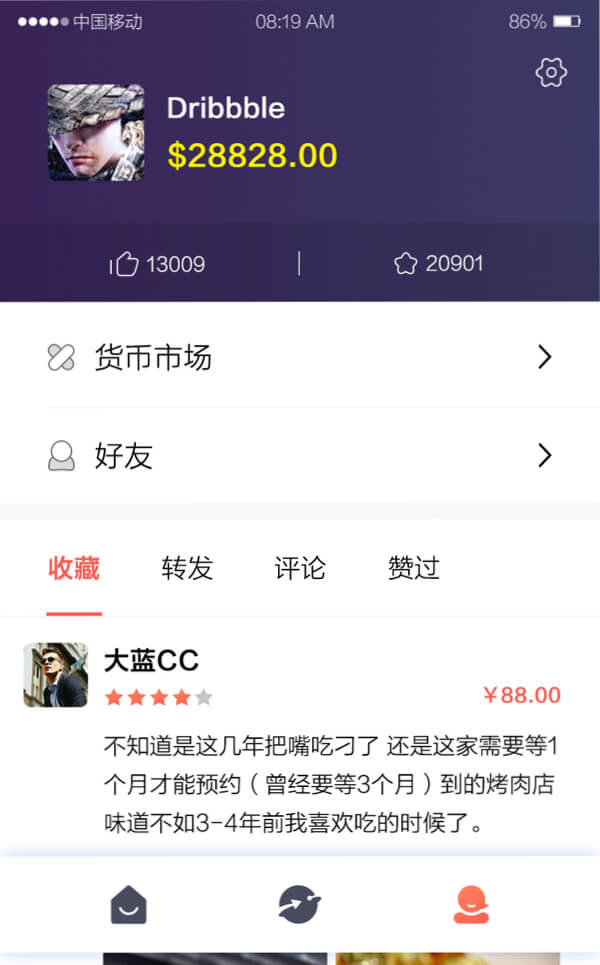 中国移动 08:19 AM 86%
Dribbble
$28828.00
13009 20901
货币市场
好友
收藏 转发 评论 赞过
大蓝CC
￥88.00
不知道是这几年把嘴吃刁了 还是这家需要等1
个月才能预约（曾经要等3个月）到的烤肉店
味道不如3-4年前我喜欢吃的时候了。